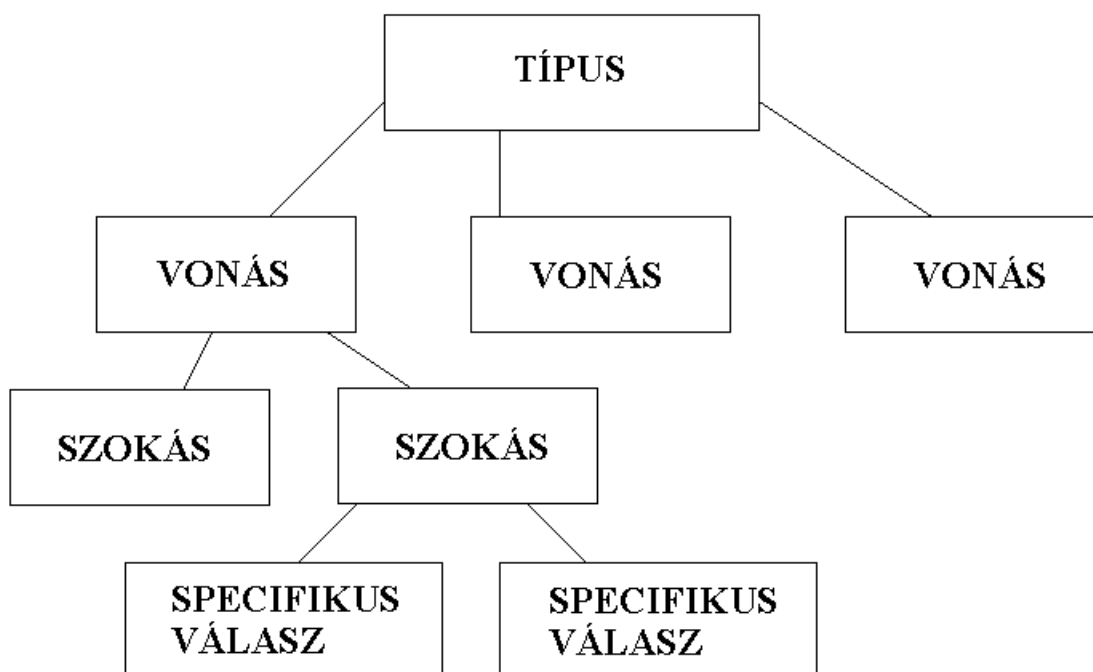 TÍPUS
VONÁS
VONÁS
VONÁS
SZOKÁS
SZOKÁS
SPECIFIKUS
VÁLASZ
SPECIFIKUS
VÁLASZ